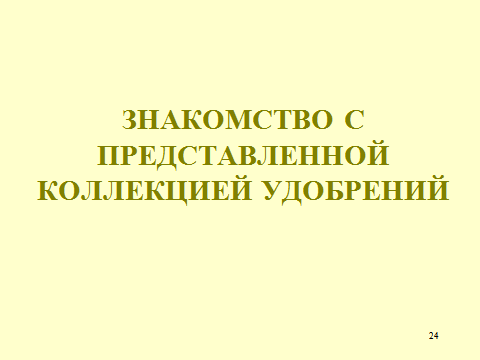 ЗНАКОМСТВО С
ПРЕДСТАВЛЕННОЙ
КОЛЛЕКЦИЕЙ УДОБРЕНИЙ
24